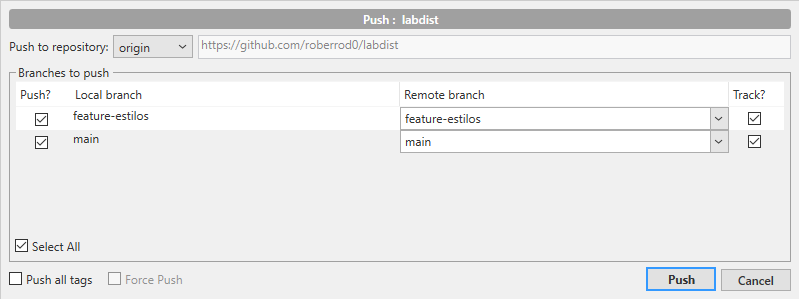 Push : labdist
Push to repository: origin https://github.com/roberrod0/labdist
Branches to push
Push? Local branch Remote branch Track?
feature-estilos feature-estilos
main main
Select All
Push all tags Force Push Push Cancel